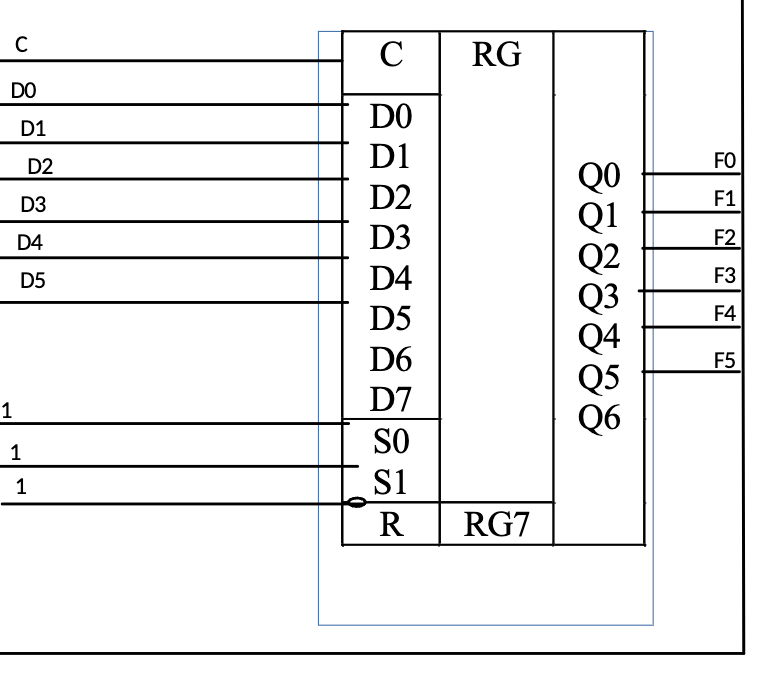 C
D0
D1
D2
D3
D4
D5
1
1
1
C RG
D0
D1
D2
D3
D4
D5
D6
D7
S0
S1
R RG7
Q0
Q1
Q2
Q3
Q4
Q5
Q6
F0
F1
F2
F3
F4
F5